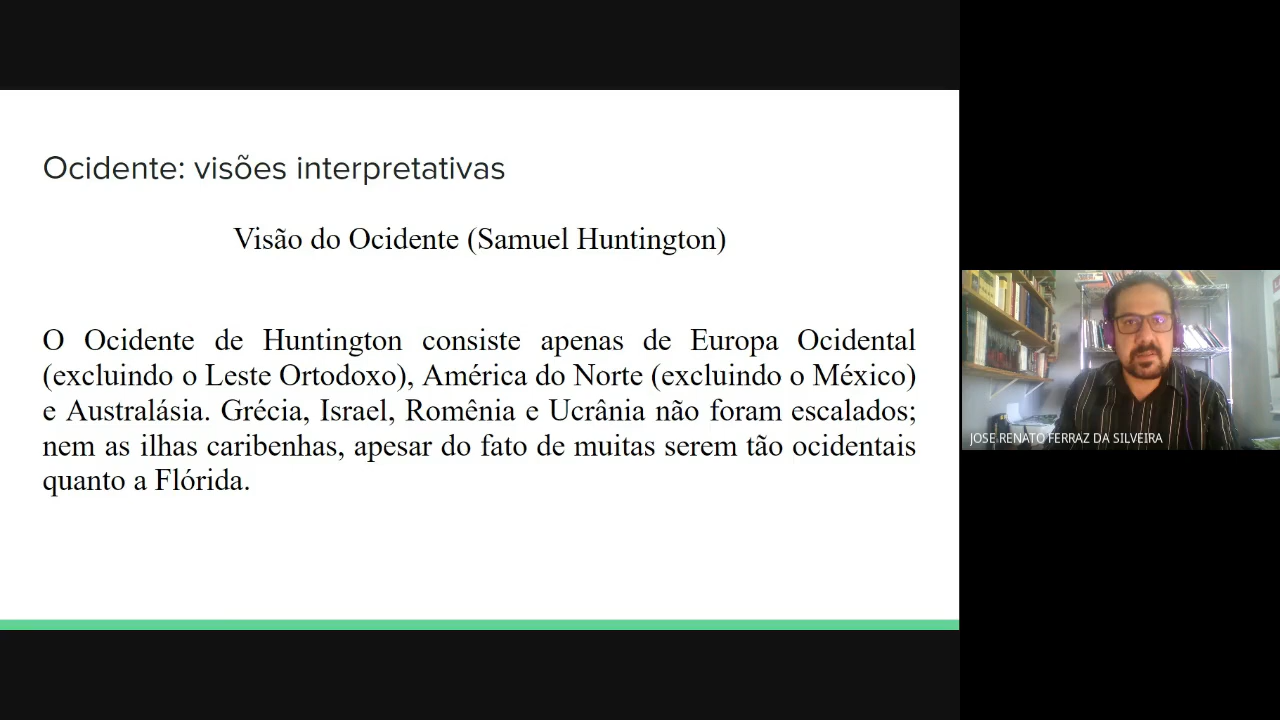 Ocidente: visões interpretativas
Visão do Ocidente (Samuel Huntington)
O Ocidente de Huntington consiste apenas de Europa Ocidental
(excluindo o Leste Ortodoxo), América do Norte (excluindo o México)
e Australásia. Grécia, Israel, Romênia e Ucrânia não foram escalados;
nem as ilhas caribenhas, apesar do fato de muitas serem tão ocidentais
quanto a Flórida.
JOSE RENATO FERRAZ DA SILVEIRA